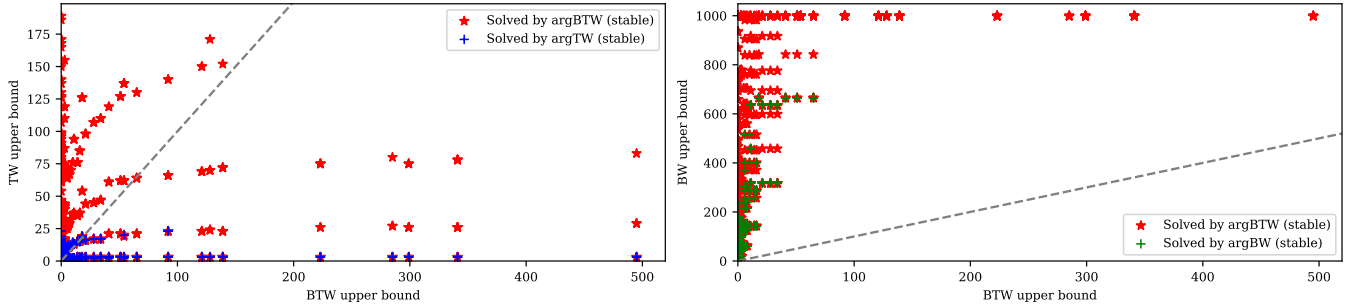 Solved by argBTW (stable)
Solved by argTW (stable)
TW upper bound
175
150
125
100
75
50
25
0
0 100 200 300 400 500
BTW upper bound
BW upper bound
1000
800
600
400
200
0
Solved by argBTW (stable)
Solved by argBW (stable)
0 100 200 300 400 500
BTW upper bound